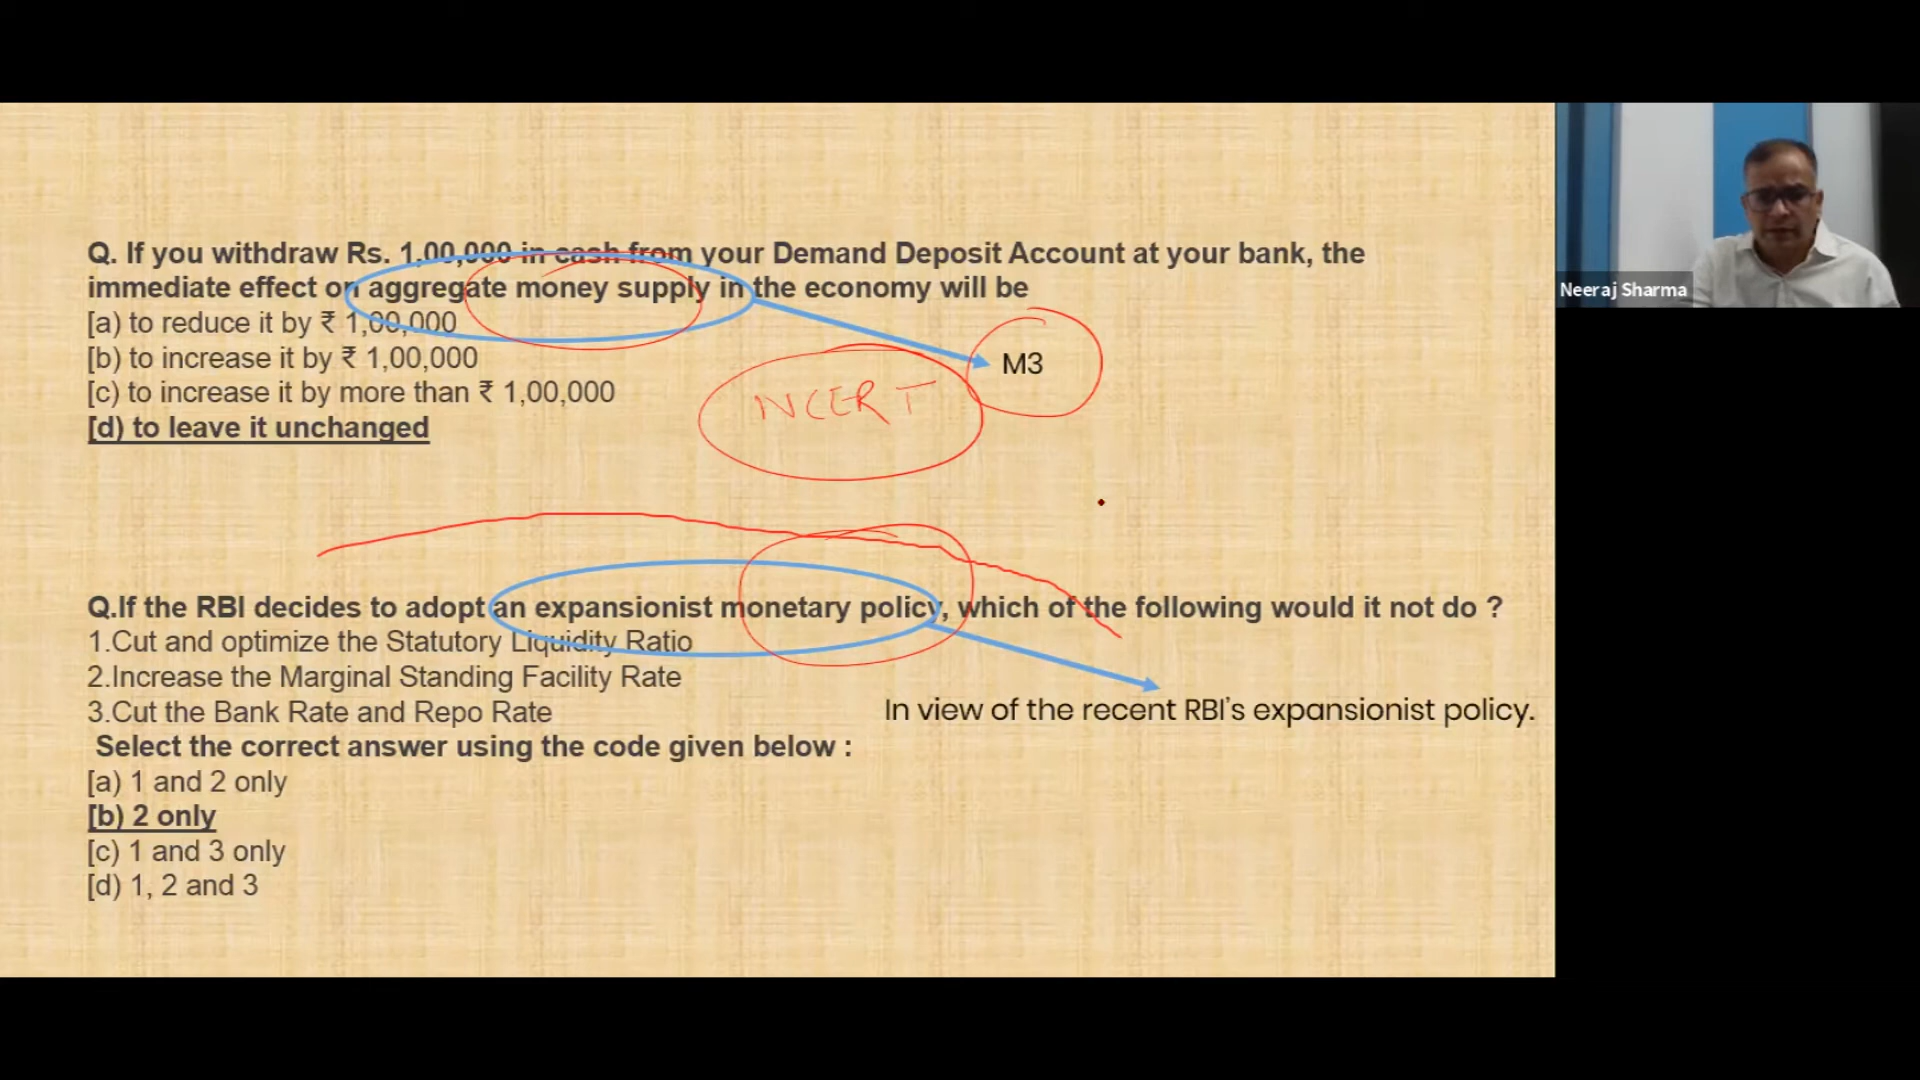 Q. If you withdraw Rs. 1,00,000 in cash from your Demand Deposit Account at your bank, the
immediate effect on aggregate money supply in the economy will be
[a) to reduce it by ₹ 1,00,000
[b) to increase it by ₹ 1,00,000
[c) to increase it by more than ₹ 1,00,000
[d) to leave it unchanged
M3
NCERT
Q.If the RBI decides to adopt an expansionist monetary policy, which of the following would it not do ?
1.Cut and optimize the Statutory Liquidity Ratio
2.Increase the Marginal Standing Facility Rate
3.Cut the Bank Rate and Repo Rate
In view of the recent RBI's expansionist policy.
Select the correct answer using the code given below :
[a) 1 and 2 only
[b) 2 only
[c) 1 and 3 only
[d) 1, 2 and 3
Neeraj Sharma